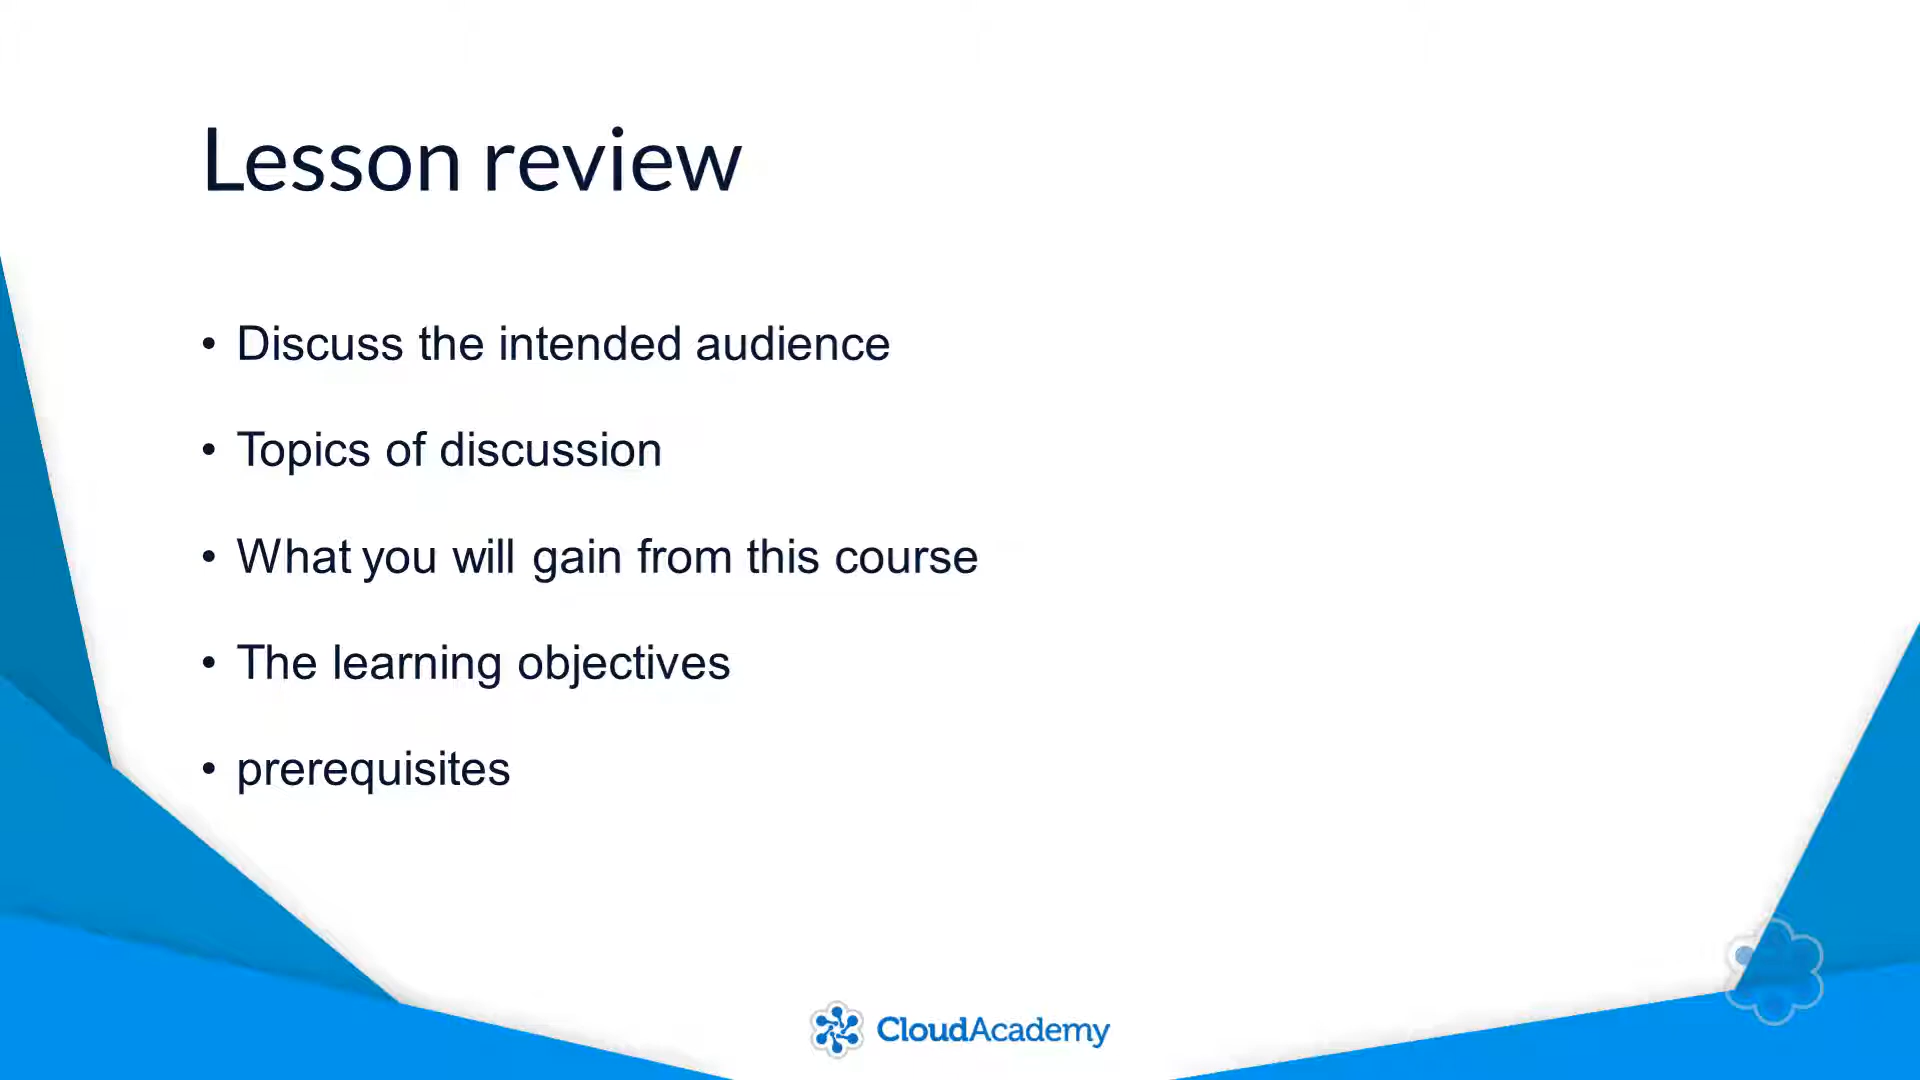 Lesson review
• Discuss the intended audience
• Topics of discussion
• What you will gain from this course
• The learning objectives
• prerequisites
CloudAcademy